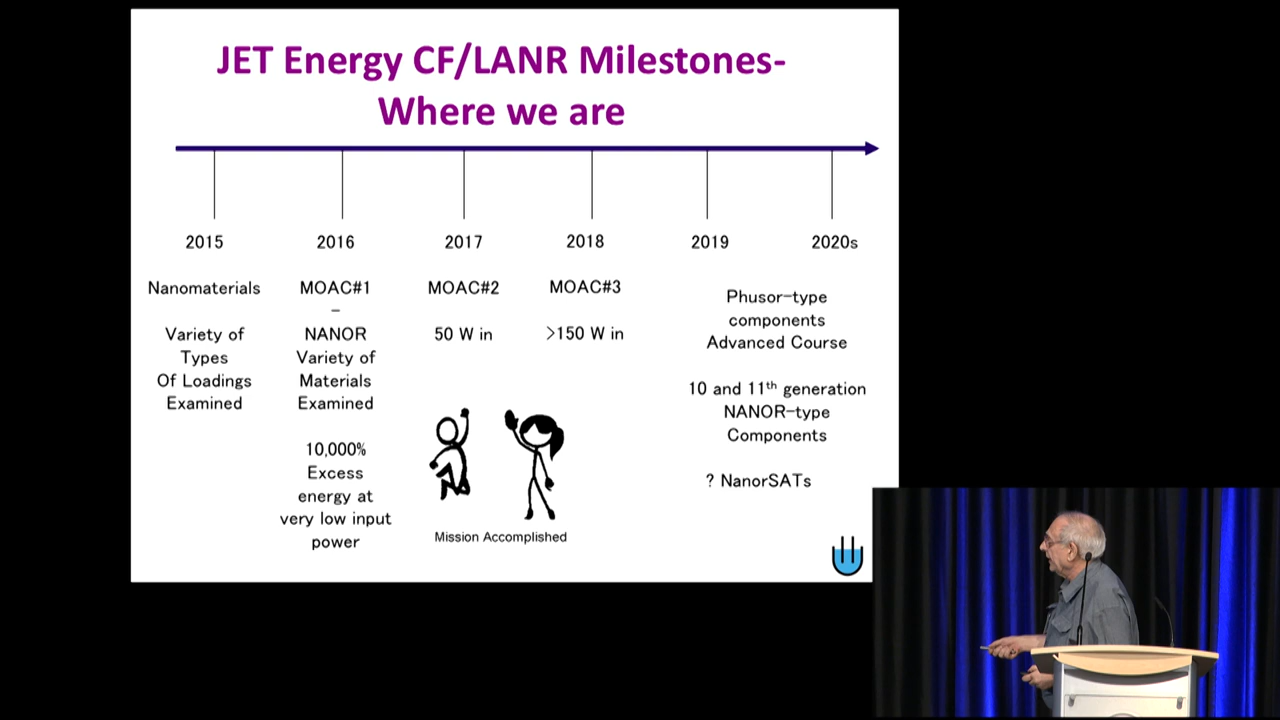 JET Energy CF/LANR Milestones-
Where we are
2015
2016
2017
2018
2019
2020s
Nanomaterials
Variety of
Types
Of Loadings
Examined
MOAC#1
–
NANOR
Variety of
Materials
Examined
10,000%
Excess
energy at
very low input
power
MOAC#2
50 W in
MOAC#3
>150 W in
Mission Accomplished
Phusor-type
components
Advanced Course
10 and 11th generation
NANOR-type
Components
? NanorSATs